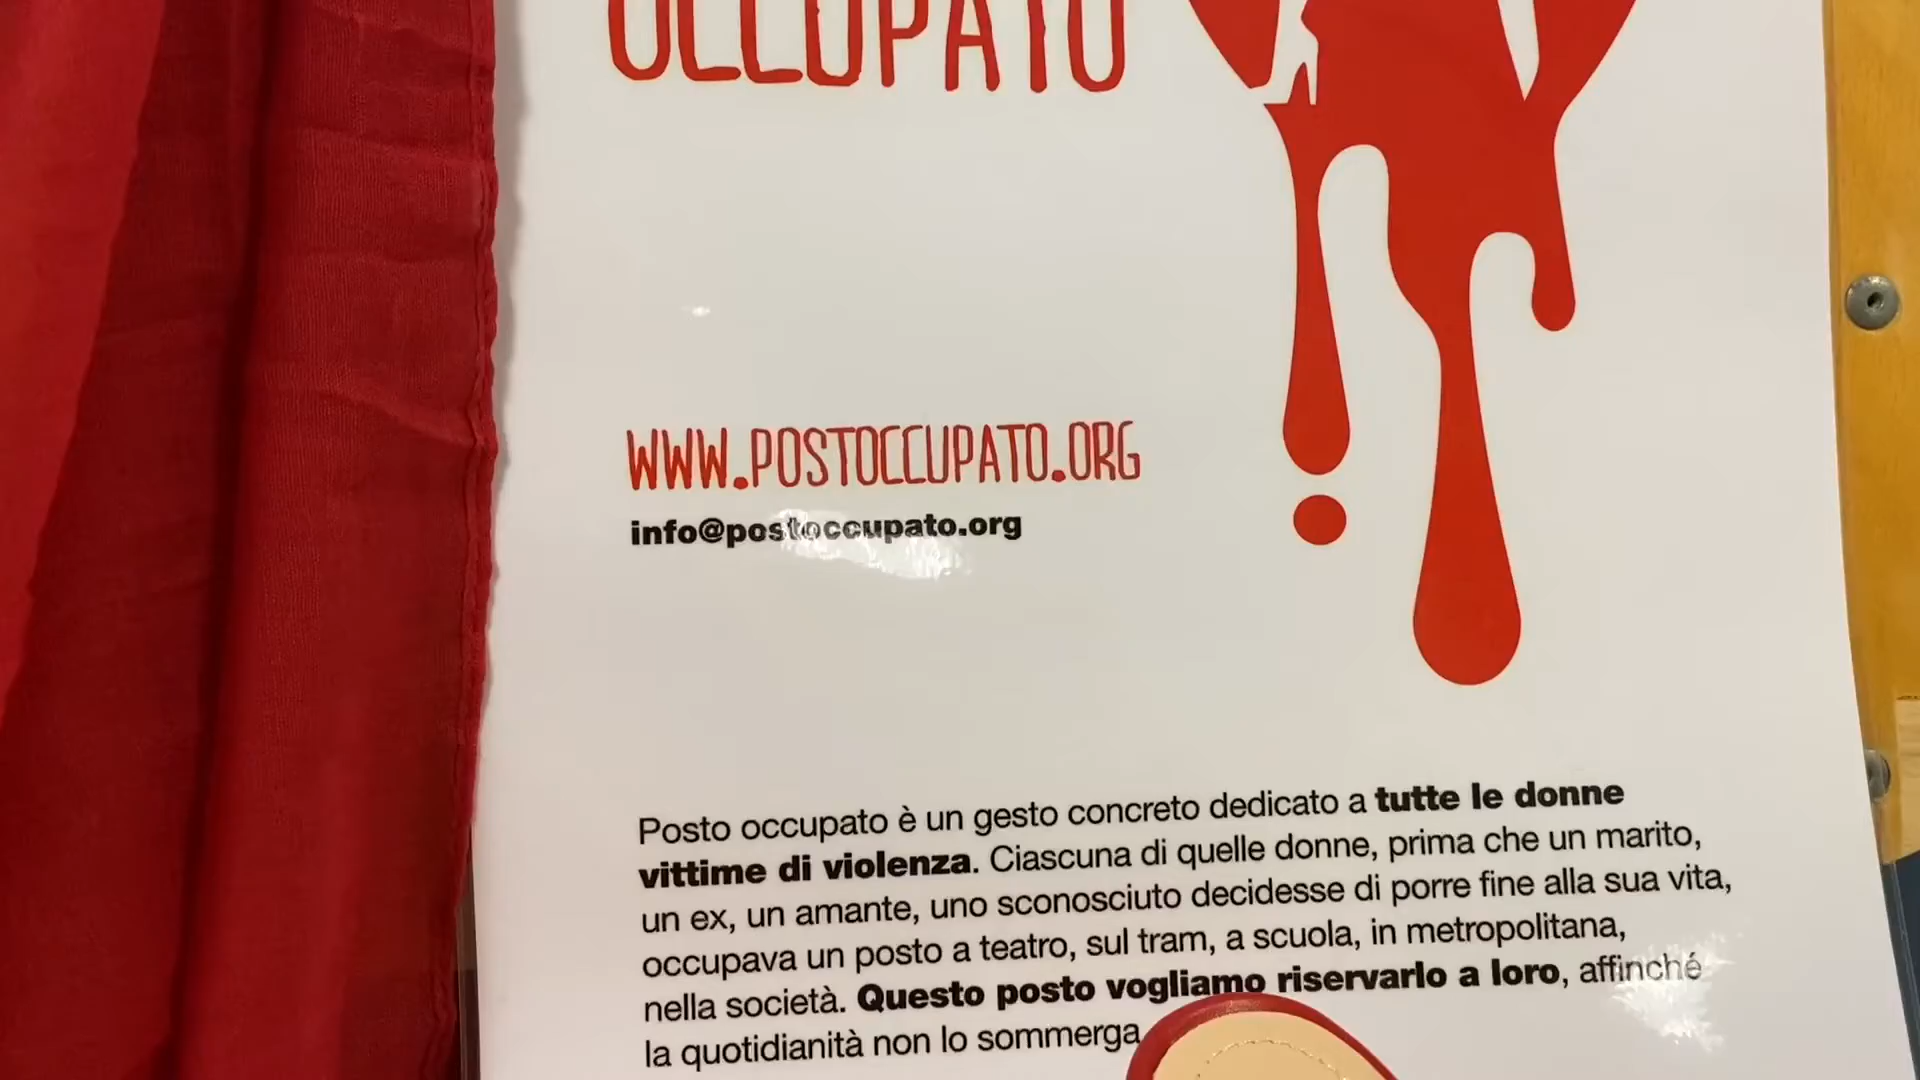 OCCUPATO
WWW.POSTOCCUPATO.ORG
info@postoccupato.org
Posto occupato è un gesto concreto dedicato a tutte le donne
vittime di violenza. Ciascuna di quelle donne, prima che un marito,
un ex, un amante, uno sconosciuto decidesse di porre fine alla sua vita,
occupava un posto a teatro, sul tram, a scuola, in metropolitana,
nella società. Questo posto vogliamo riservarlo a loro, affinché
la quotidianità non lo sommerga